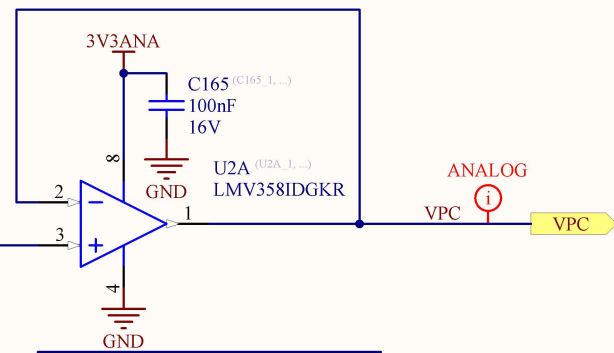 3V3ANA
C165 (C165_1, ...)
100nF
16V
8
GND
U2A (U2A_1, ...)
LMV358IDGKR
ANALOG
i
2
1
VPC
VPC
3
4
GND